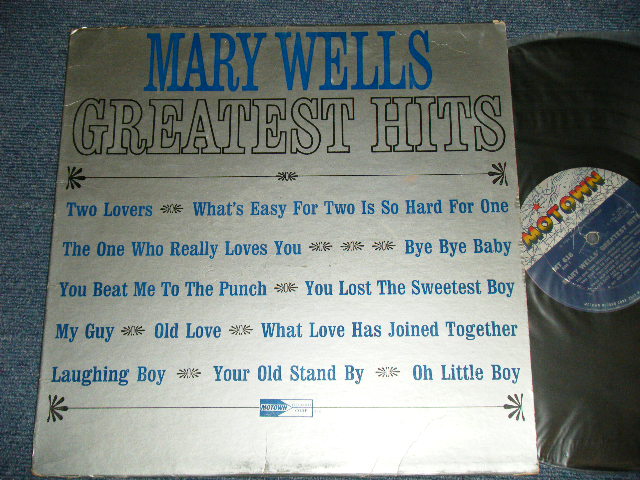 MARY WELLS
GREATEST HITS
Two Lovers What's Easy For Two Is So Hard For One
The One Who Really Loves You Bye Bye Baby
You Beat Me To The Punch You Lost The Sweetest Boy
My Guy Old Love What Love Has Joined Together
Laughing Boy Your Old Stand By Oh Little Boy
MOTOWN
MOTOWN
MARY WELLS' GREATEST HITS